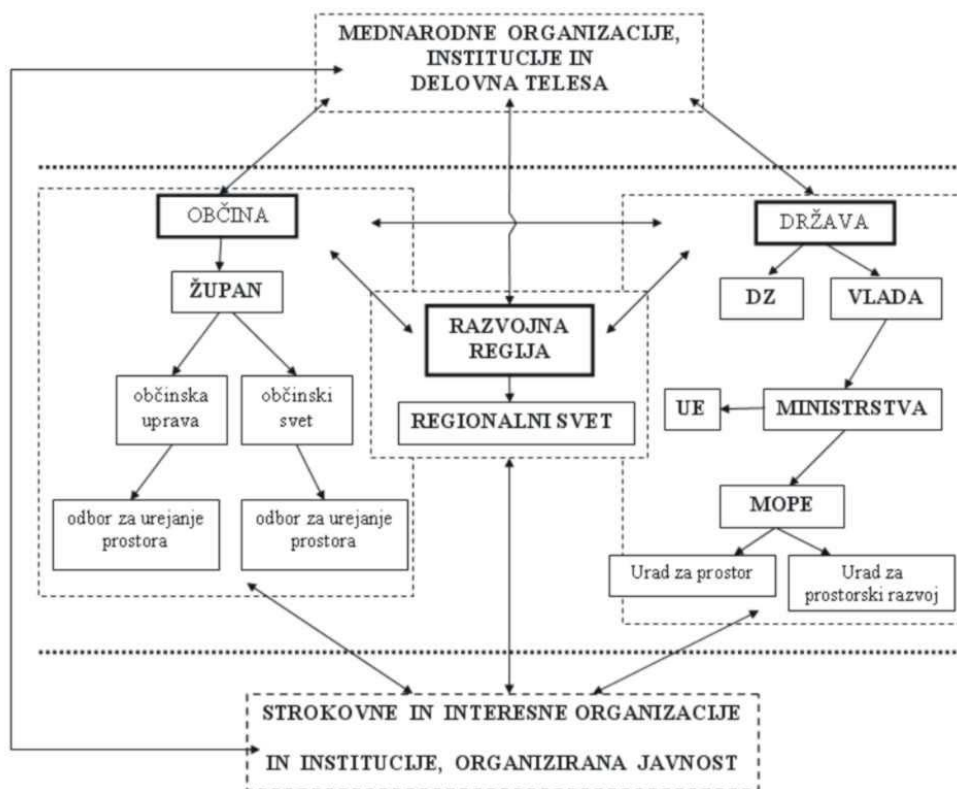 MEDNARODNE ORGANIZACIJE,
INSTITUCIJE IN
DELOVNA TELESA
OBČINA
DRŽAVA
ŽUPAN
DZ
VLADA
RAZVOJNA
REGIJA
občinska
uprava
občinski
svet
REGIONALNI SVET
UE
MINISTRSTVA
MOPE
odbor za urejanje
prostora
odbor za urejanje
prostora
Urad za prostor
Urad za
prostorski razvoj
STROKOVNE IN INTERESNE ORGANIZACIJE
IN INSTITUCIJE, ORGANIZIRANA JAVNOST